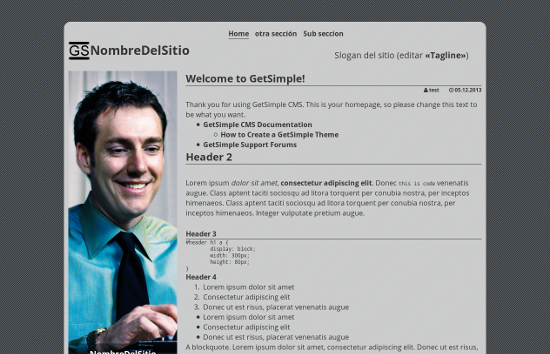 Home otra sección Sub seccion
GS NombreDelSitio
Slogan del sitio (editar «Tagline»)
Welcome to GetSimple!
test 05.12.2013
Thank you for using GetSimple CMS. This is your homepage, so please change this text to
be what you want.
GetSimple CMS Documentation
How to Create a GetSimple Theme
GetSimple Support Forums
Header 2
Lorem ipsum dolor sit amet, consectetur adipiscing elit. Donec this is code venenatis
augue. Class aptent taciti sociosqu ad litora torquent per conubia nostra, per inceptos
himenaeos. Class aptent taciti sociosqu ad litora torquent per conubia nostra, per
inceptos himenaeos. Integer vulputate pretium augue.
Header 3
#header h1 a {
display: block;
width: 300px;
height: 80px;
}
Header 4
1. Lorem ipsum dolor sit amet
2. Consectetur adipiscing elit
3. Donec ut est risus, placerat venenatis augue
Lorem ipsum dolor sit amet
Consectetur adipiscing elit
Donec ut est risus, placerat venenatis augue
A blockquote. Lorem ipsum dolor sit amet, consectetur adipiscing elit. Donec ut est risus,
NombreDelSitio